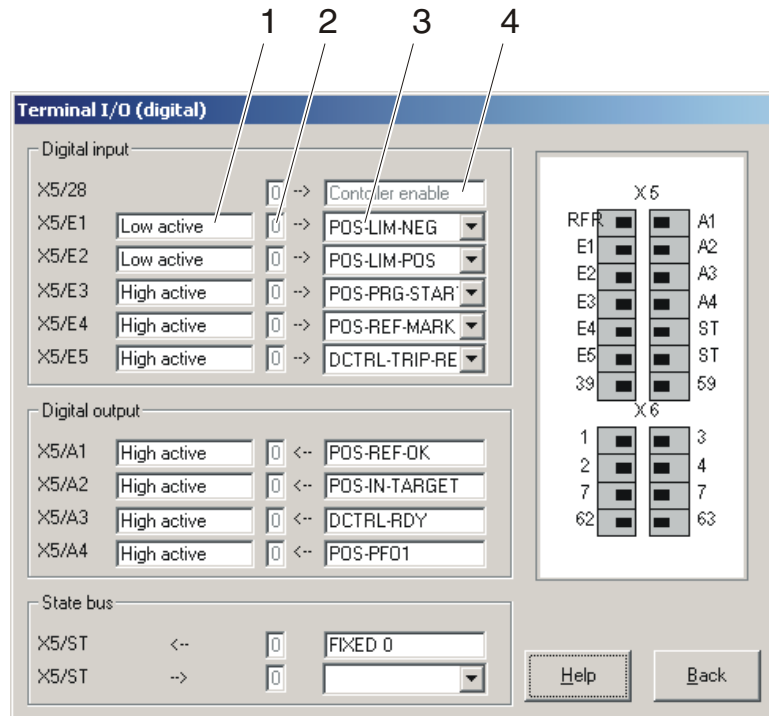 1 2 3 4
Terminal I/O (digital)
Digital input
X5/28 0 --> Contoller enable
X5/E1 Low active 0 --> POS-LIM-NEG
X5/E2 Low active 0 --> POS-LIM-POS
X5/E3 High active 0 --> POS-PRG-START
X5/E4 High active 0 --> POS-REF-MARK
X5/E5 High active 0 --> DCTRL-TRIP-RE
Digital output
X5/A1 High active 0 <-- POS-REF-OK
X5/A2 High active 0 <-- POS-IN-TARGET
X5/A3 High active 0 <-- DCTRL-RDY
X5/A4 High active 0 <-- POS-PFO1
State bus
X5/ST <-- 0 FIXED 0
X5/ST --> 0
X5
RFR A1
E1 A2
E2 A3
E3 A4
E4 ST
E5 ST
39 59
X6
1 3
2 4
7 7
62 63
Help Back